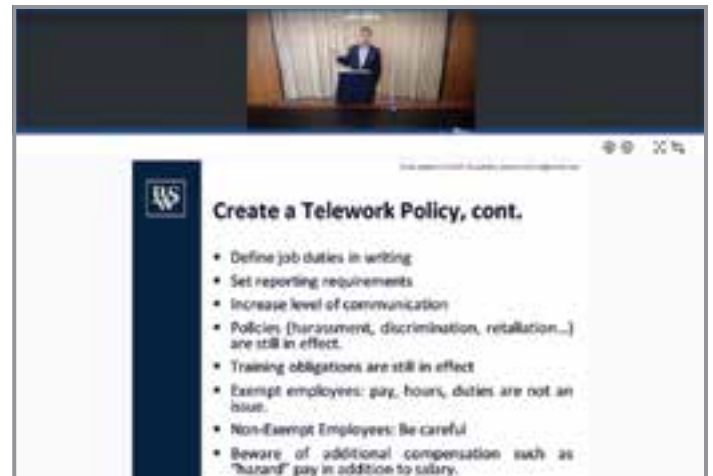 Create a Telework Policy, cont.
• Define job duties in writing
• Set reporting requirements
• Increase level of communication
• Policies (harassment, discrimination, retaliation...)
are still in effect.
• Training obligations are still in effect
• Exempt employees: pay, hours, duties are not an
issue.
• Non-Exempt Employees: Be careful
• Beware of additional compensation such as
"hazard" pay in addition to salary.